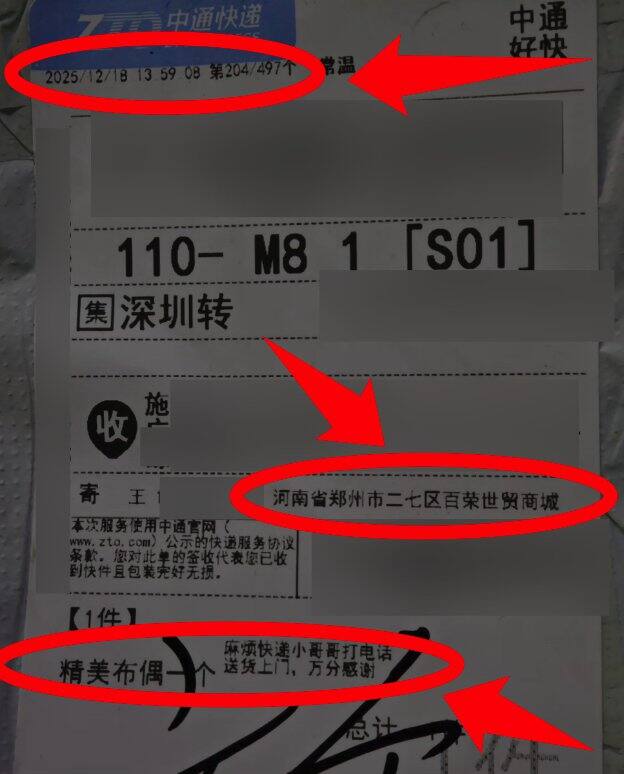 ZTO 中通快递
中通
好快
2025/12/18 13 59 08 第204/497个
常温
110- M8 1 [S01]
集 深圳转
收 施
寄 王
河南省郑州市二七区百荣世贸商城
本次服务使用中通官网(
www.zto.com) 公示的快递服务协议
条款。您对此单的签收代表您已收
到快件且包装完好无损。
【1件】
麻烦快递小哥哥打电话
精美布偶一个 送货上门，万分感谢
总计